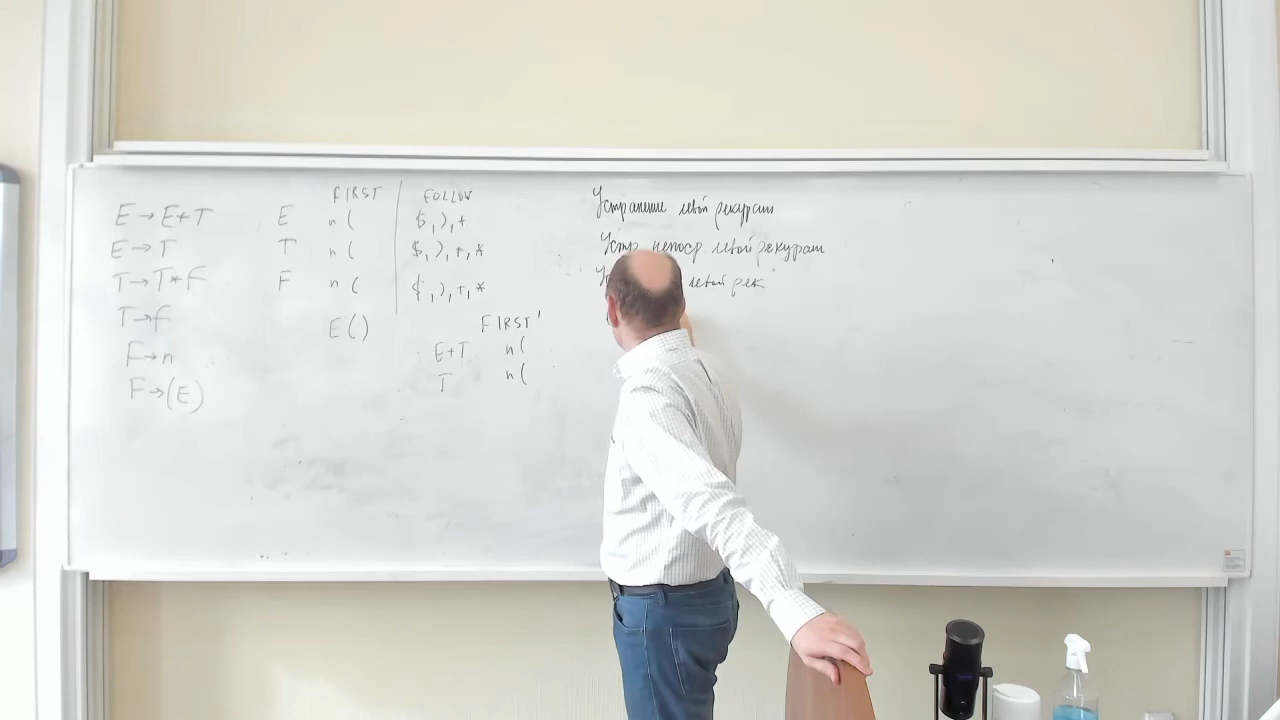 E→E+T
E→T
T→T*F
T→f
F→n
F→(E)
FIRST FOLLOW
E n ( $,),+
T n ( $,),+,*
F n ( $,),+,*
E()
FIRST'
E+T n(
T n(
Устранение левой рекурсии
Устр непоср левой рекурсии
левой рек